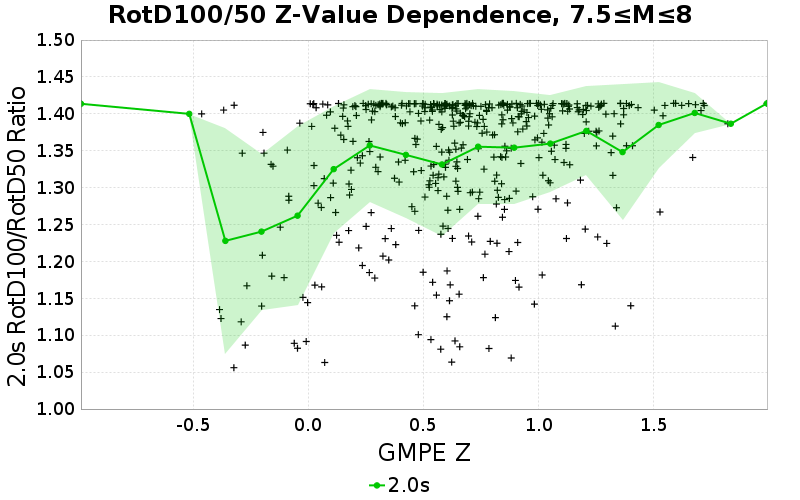 RotD100/50 Z-Value Dependence, 7.5≤M≤8
2.0s RotD100/RotD50 Ratio
1.50
1.45
1.40
1.35
1.30
1.25
1.20
1.15
1.10
1.05
1.00
-0.5 0.0 0.5 1.0 1.5
GMPE Z
2.0s